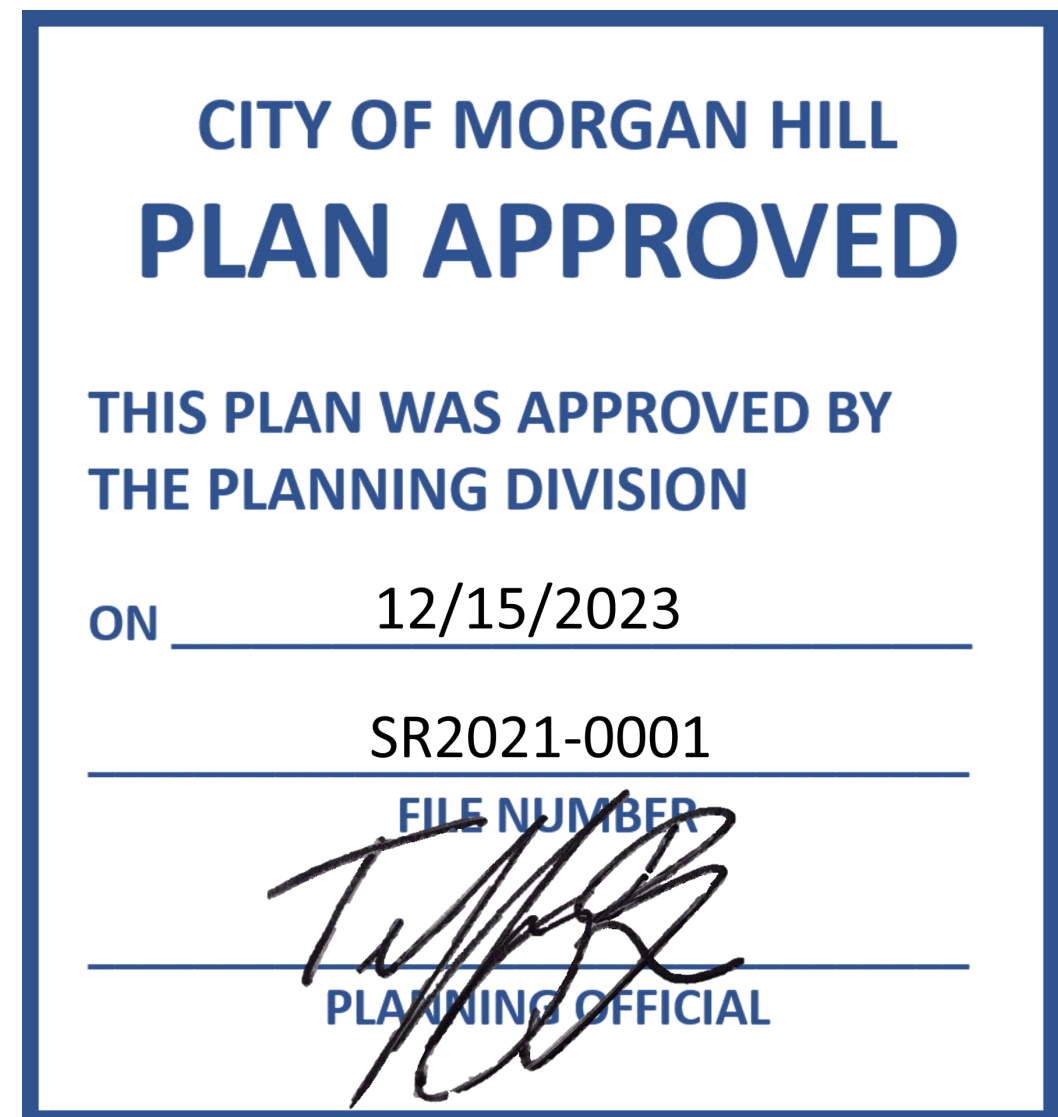 CITY OF MORGAN HILL
PLAN APPROVED
THIS PLAN WAS APPROVED BY
THE PLANNING DIVISION
ON 12/15/2023
SR2021-0001
FILE NUMBER
PLANNING OFFICIAL